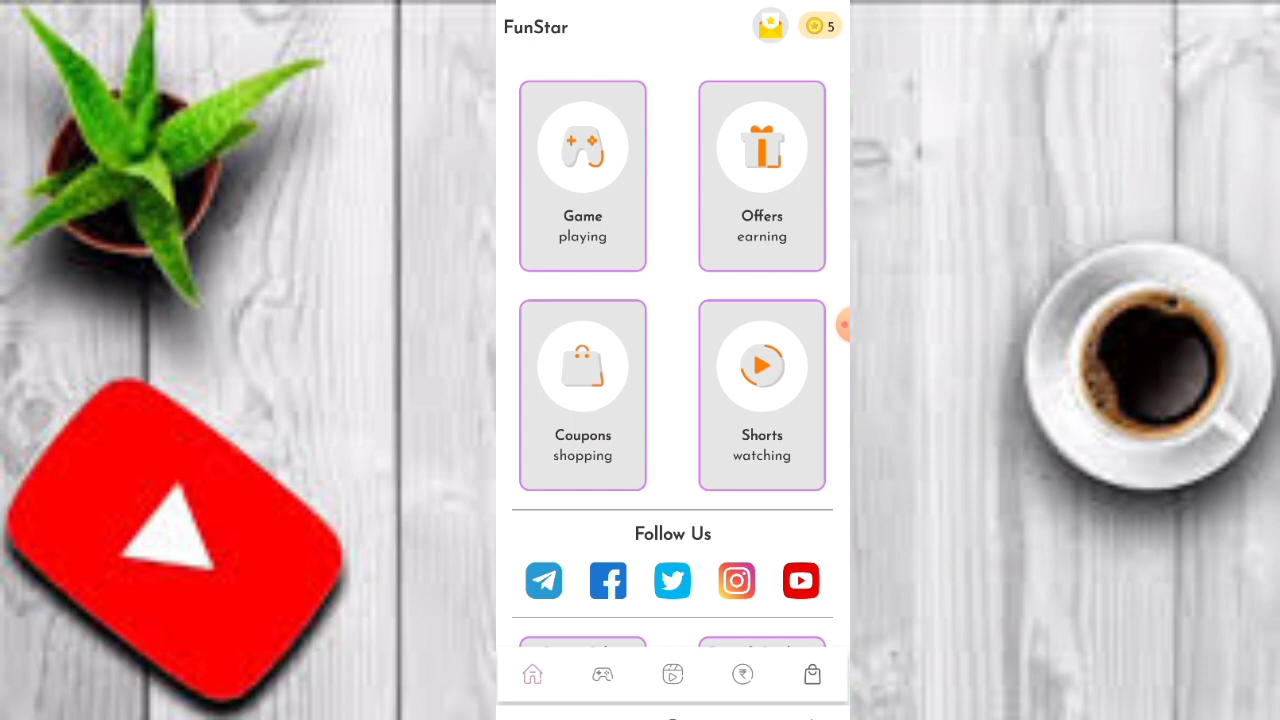 FunStar
5
Game
playing
Offers
earning
Coupons
shopping
Shorts
watching
Follow Us